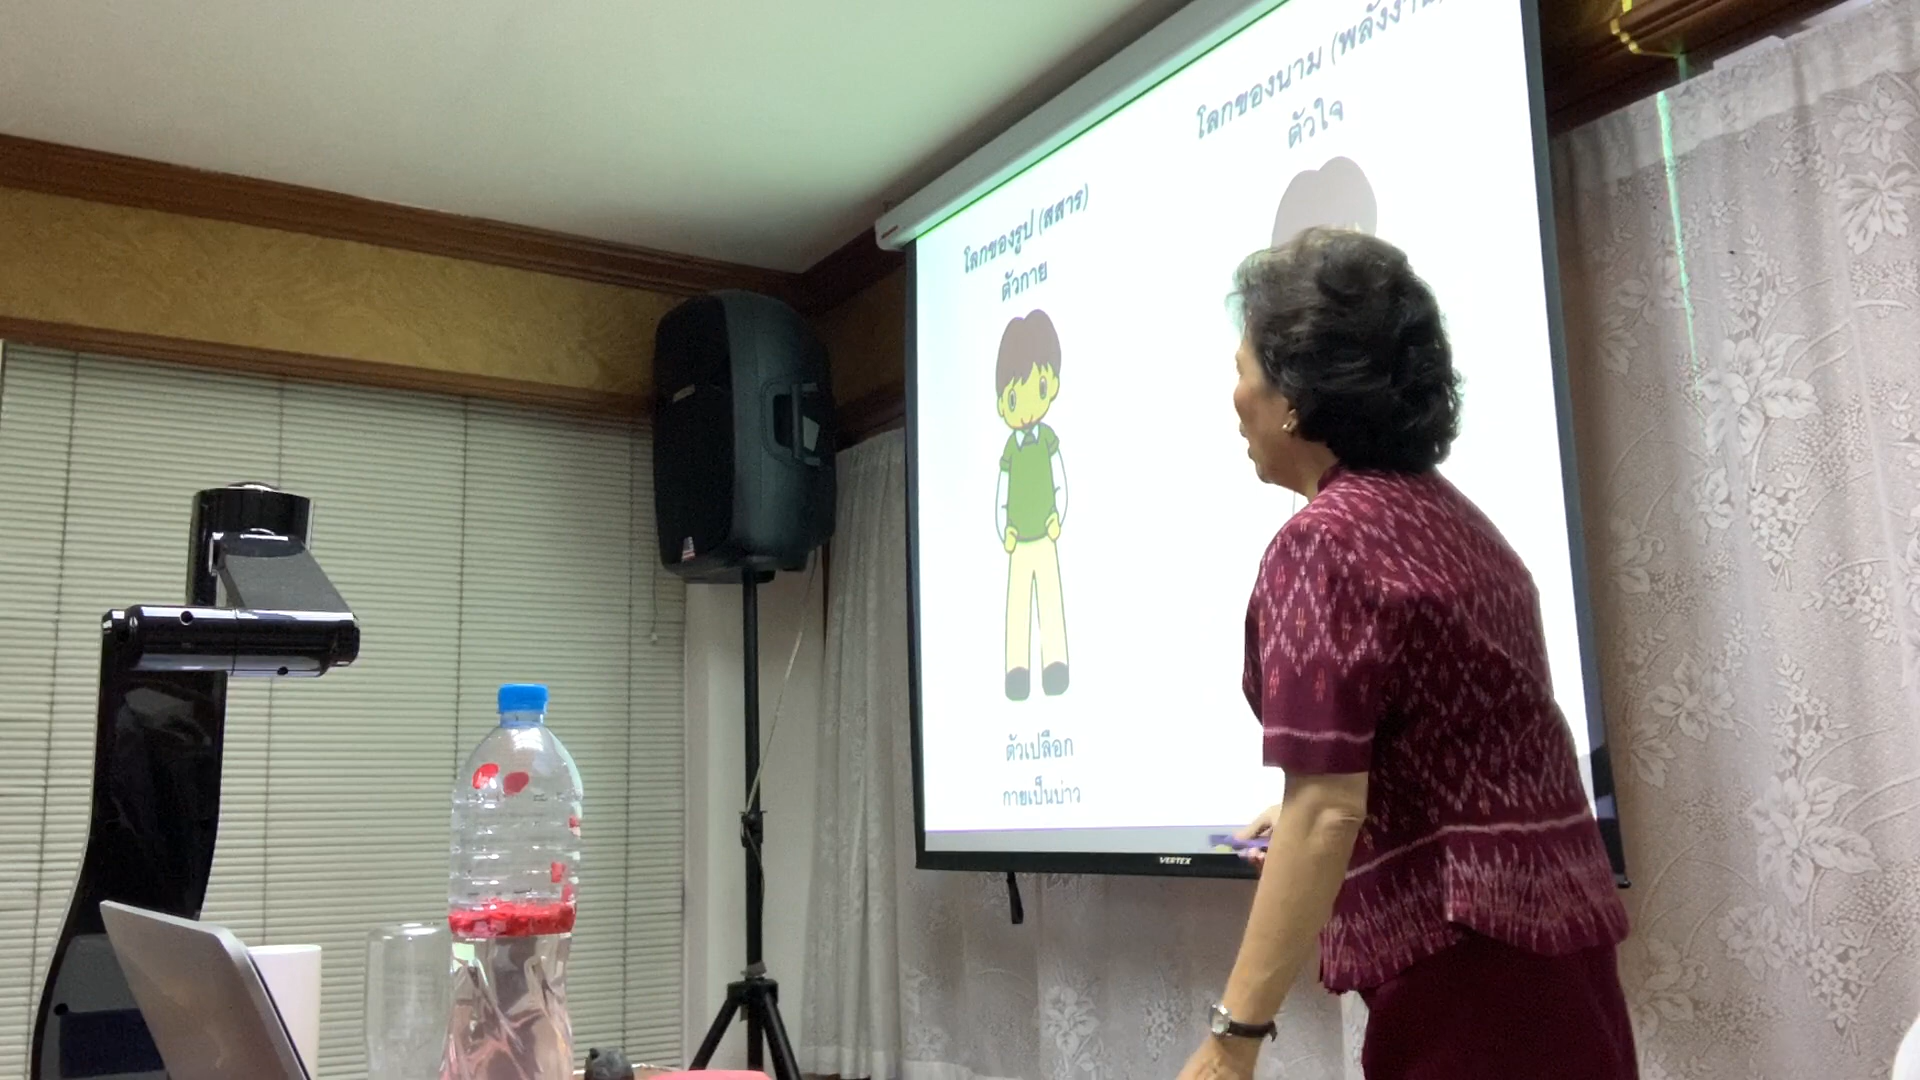 โลกของรูป (สสาร)
ตัวกาย
ตัวเปลือก
กายเป็นบ่าว
โลกของนาม (พลังงาน)
ตัวใจ
VERTEX